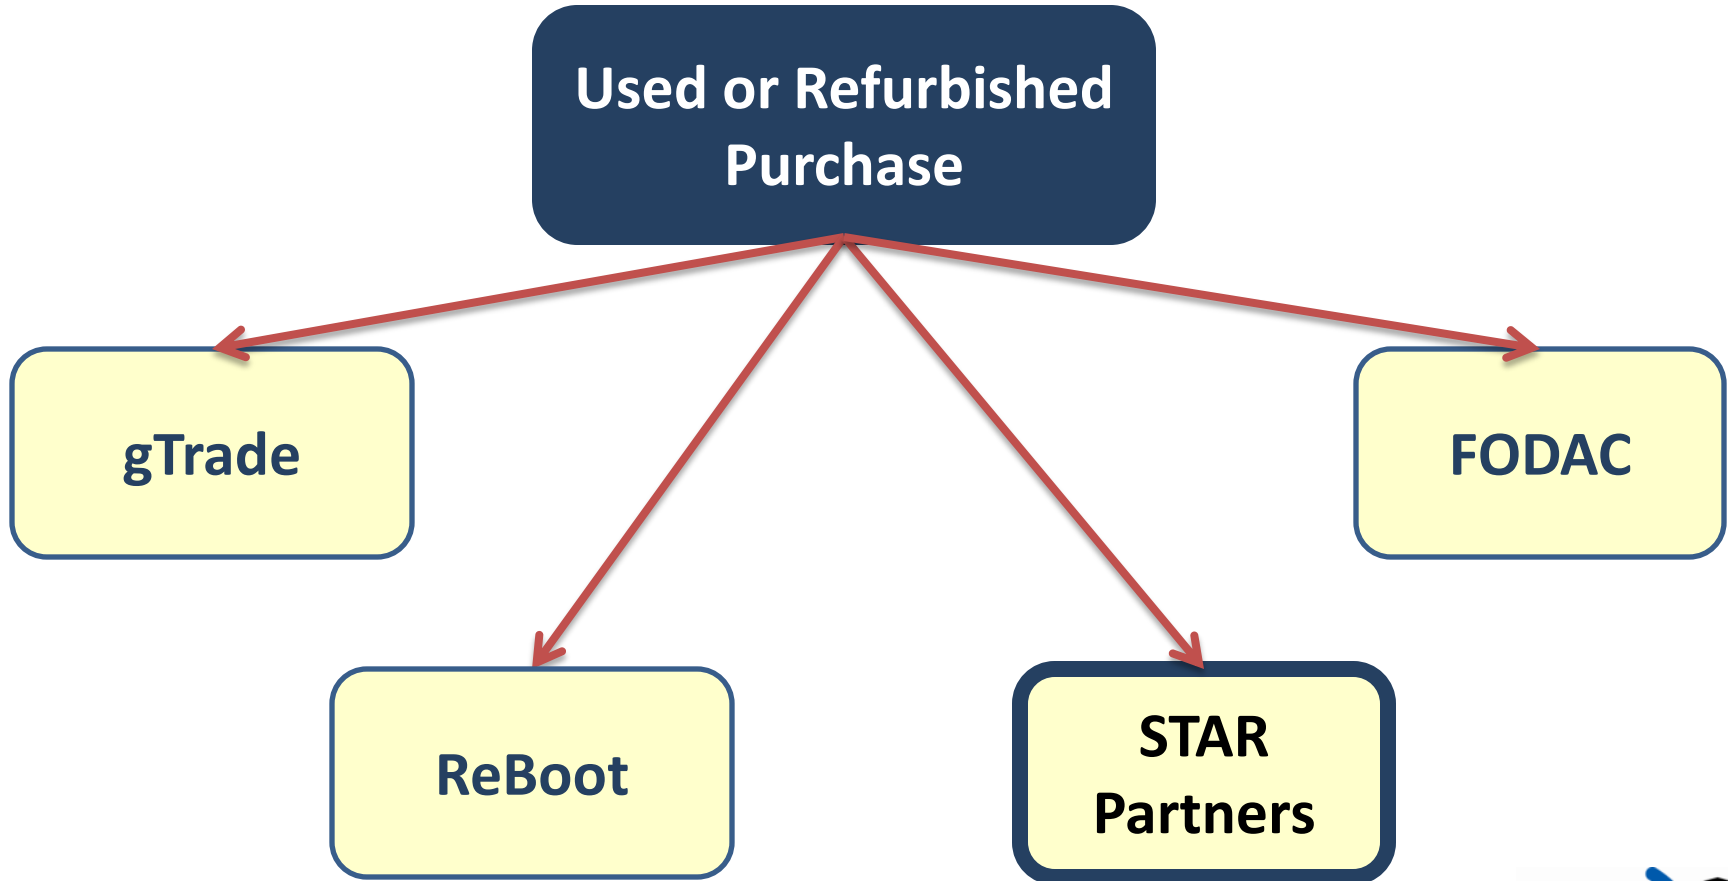 Used or Refurbished
Purchase
gTrade
FODAC
ReBoot
STAR
Partners